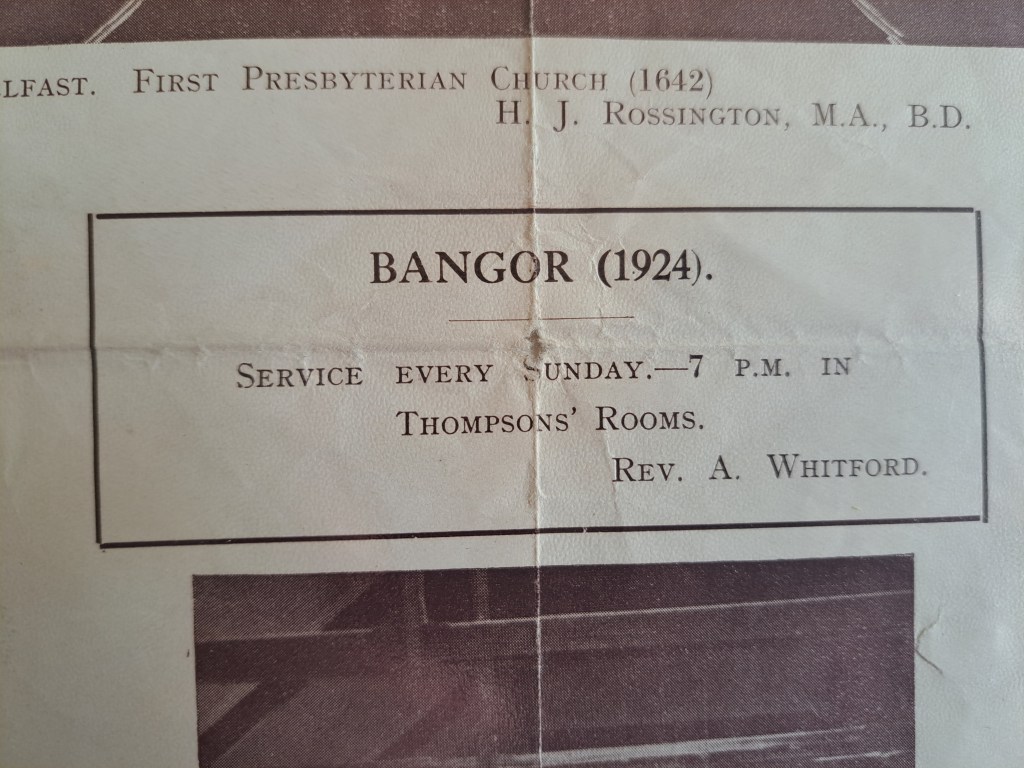 LFAST. FIRST PRESBYTERIAN CHURCH (1642)
H. J. ROSSINGTON, M.A., B.D.
BANGOR (1924).
SERVICE EVERY SUNDAY.—7 P.M. IN
THOMPSONS' ROOMS.
REV. A. WHITFORD.